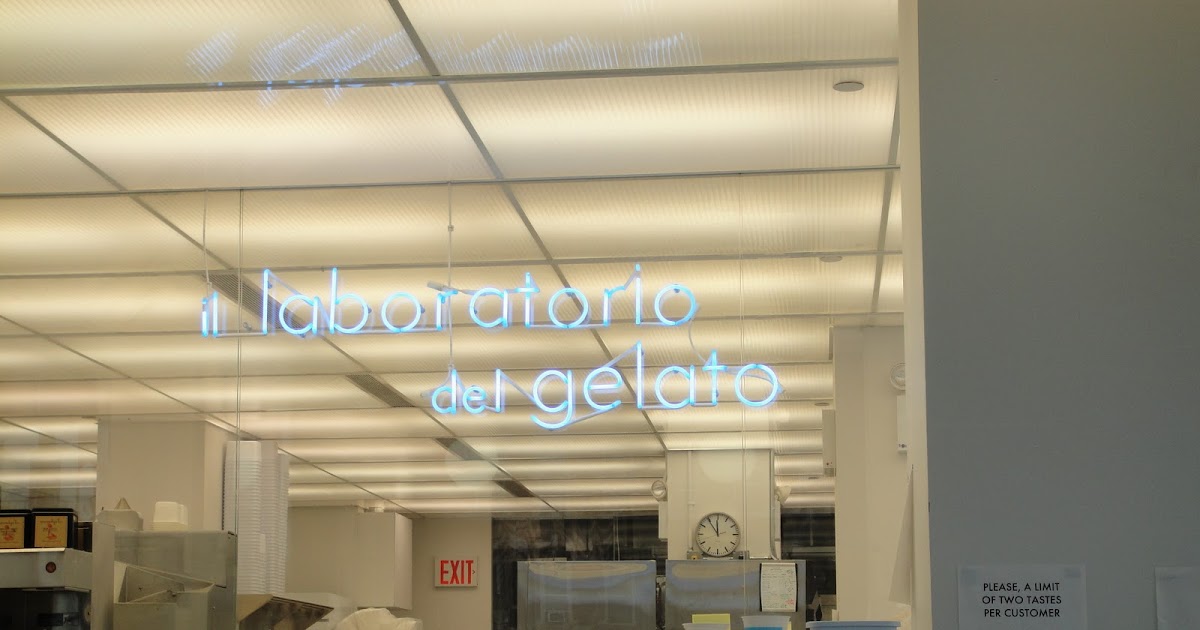 il laboratorio
del gelato
EXIT
PLEASE, A LIMIT
OF TWO TASTES
PER CUSTOMER